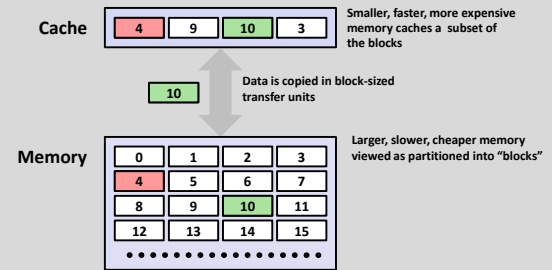 Cache
4 9 10 3
Smaller, faster, more expensive
memory caches a subset of
the blocks
10
Data is copied in block-sized
transfer units
Memory
Larger, slower, cheaper memory
viewed as partitioned into “blocks”
0 1 2 3
4 5 6 7
8 9 10 11
12 13 14 15